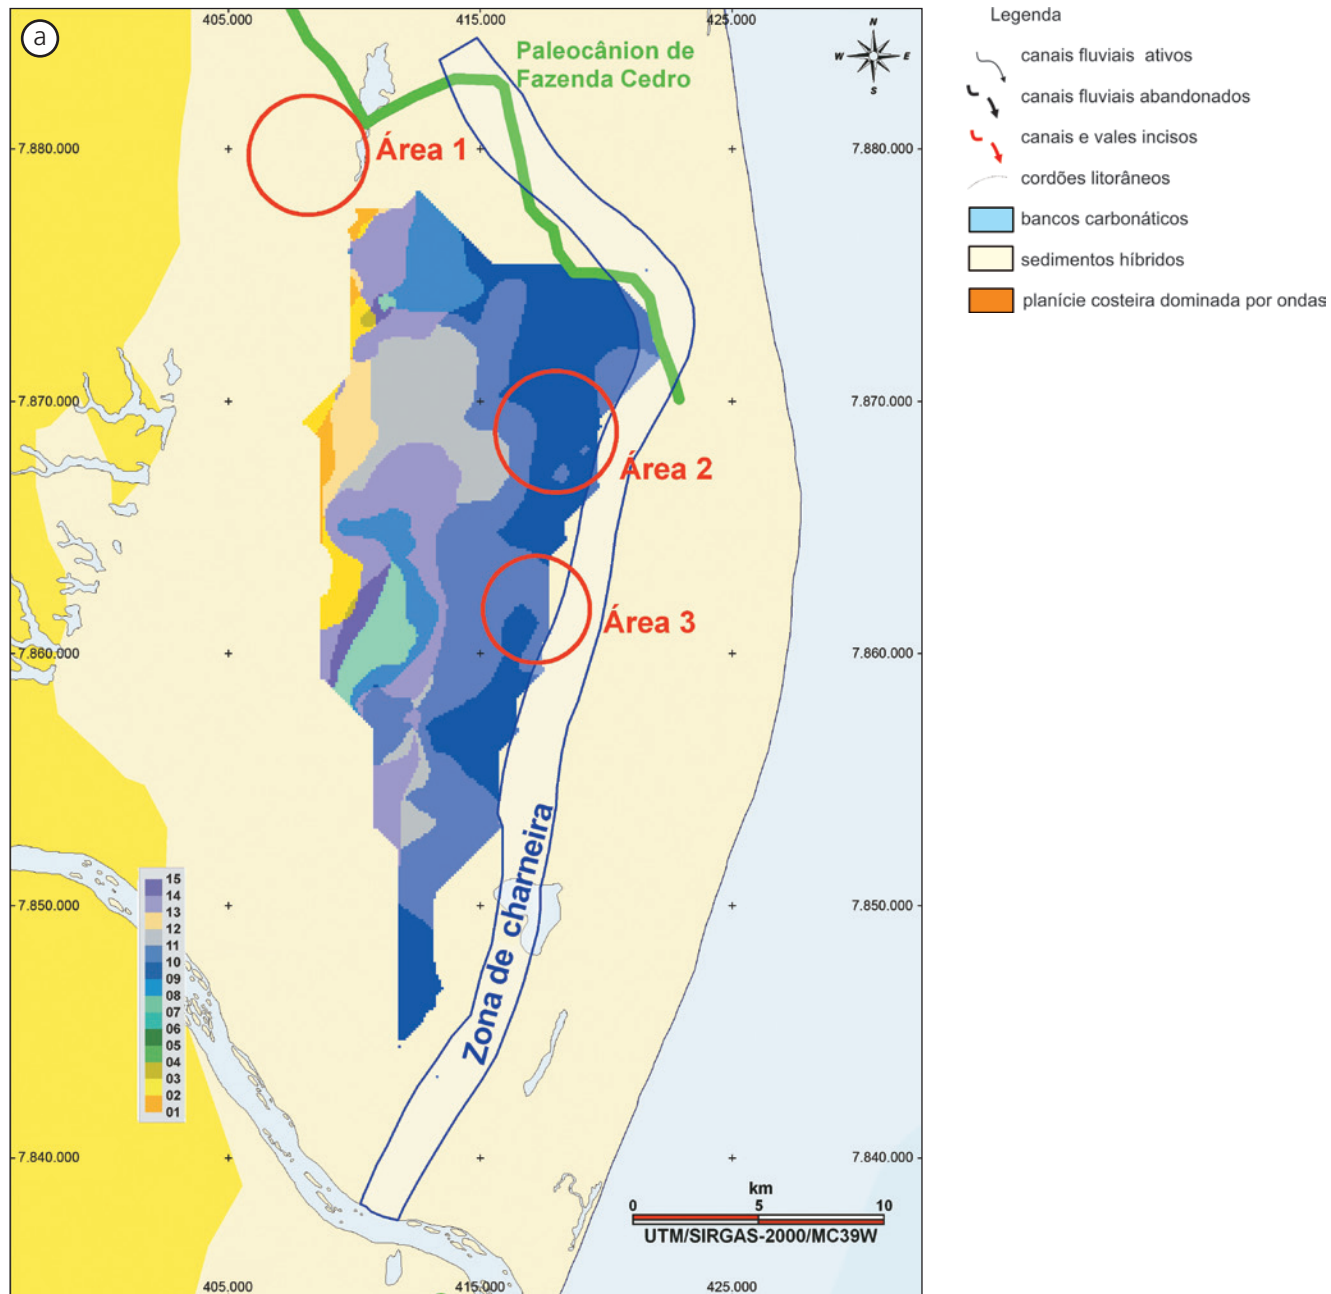 a
405.000
415.000
425.000
N
W
E
S
Paleocânion de
Fazenda Cedro
7.880.000
7.880.000
Área 1
7.870.000
7.870.000
Área 2
Área 3
7.860.000
7.860.000
Zona de charneira
7.850.000
7.850.000
15
14
13
12
11
10
09
08
07
06
05
04
03
02
01
7.840.000
7.840.000
km
0
5
10
UTM/SIRGAS-2000/MC39W
405.000
415.000
425.000
Legenda
canais fluviais ativos
canais fluviais abandonados
canais e vales incisos
cordões litorâneos
bancos carbonáticos
sedimentos híbridos
planície costeira dominada por ondas